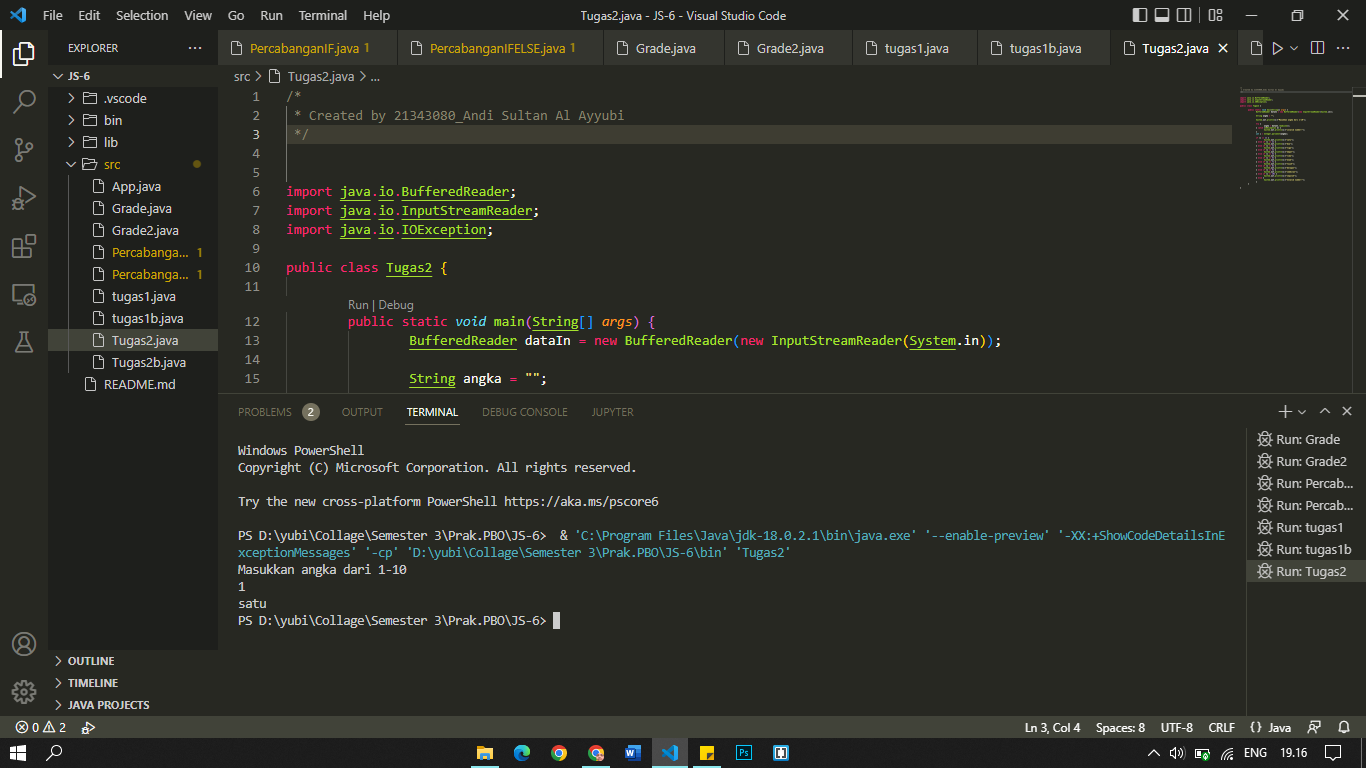 File Edit Selection View Go Run Terminal Help
Tugas2.java - JS-6 - Visual Studio Code
EXPLORER ...
PercabanganIF.java 1
PercabanganIFELSE.java 1
Grade.java
Grade2.java
tugas1.java
tugas1b.java
Tugas2.java
JS-6
.vscode
bin
lib
src
App.java
Grade.java
Grade2.java
Percabanga... 1
Percabanga... 1
tugas1.java
tugas1b.java
Tugas2.java
Tugas2b.java
README.md
OUTLINE
TIMELINE
JAVA PROJECTS
src > Tugas2.java > ...
1 /*
2 * Created by 21343080_Andi Sultan Al Ayyubi
3 */
4
5
6 import java.io.BufferedReader;
7 import java.io.InputStreamReader;
8 import java.io.IOException;
9
10 public class Tugas2 {
11
Run | Debug
12 public static void main(String[] args) {
13 BufferedReader dataIn = new BufferedReader(new InputStreamReader(System.in));
14
15 String angka = "";
PROBLEMS 2 OUTPUT TERMINAL DEBUG CONSOLE JUPYTER
Windows PowerShell
Copyright (C) Microsoft Corporation. All rights reserved.
Try the new cross-platform PowerShell https://aka.ms/pscore6
PS D:\yubi\Collage\Semester 3\Prak.PBO\JS-6> & 'C:\Program Files\Java\jdk-18.0.2.1\bin\java.exe' '--enable-preview' '-XX:+ShowCodeDetailsInE
xceptionMessages' '-cp' 'D:\yubi\Collage\Semester 3\Prak.PBO\JS-6\bin' 'Tugas2'
Masukkan angka dari 1-10
1
satu
PS D:\yubi\Collage\Semester 3\Prak.PBO\JS-6>
Run: Grade
Run: Grade2
Run: Percab...
Run: Percab...
Run: tugas1
Run: tugas1b
Run: Tugas2
0 2
Ln 3, Col 4 Spaces: 8 UTF-8 CRLF {} Java
ENG 19.16